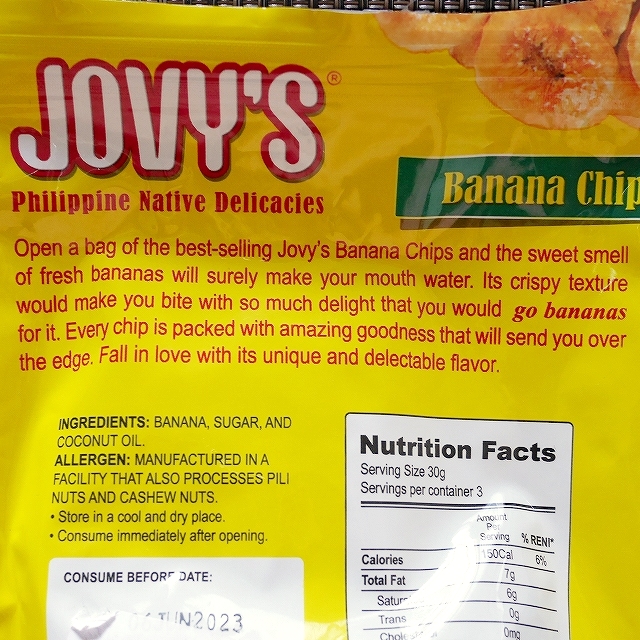 JOVY'S®
Philippine Native Delicacies
Banana Chip
Open a bag of the best-selling Jovy's Banana Chips and the sweet smell
of fresh bananas will surely make your mouth water. Its crispy texture
would make you bite with so much delight that you would go bananas
for it. Every chip is packed with amazing goodness that will send you over
the edge. Fall in love with its unique and delectable flavor.
INGREDIENTS: BANANA, SUGAR, AND
COCONUT OIL.
ALLERGEN: MANUFACTURED IN A
FACILITY THAT ALSO PROCESSES PILI
NUTS AND CASHEW NUTS.
• Store in a cool and dry place.
• Consume immediately after opening.
CONSUME BEFORE DATE:
JUN2023
Nutrition Facts
Serving Size 30g
Servings per container 3
Amount
Per
Serving % RENI*
Calories 150Cal 6%
Total Fat 7g
6g
Trans 0g
0mg